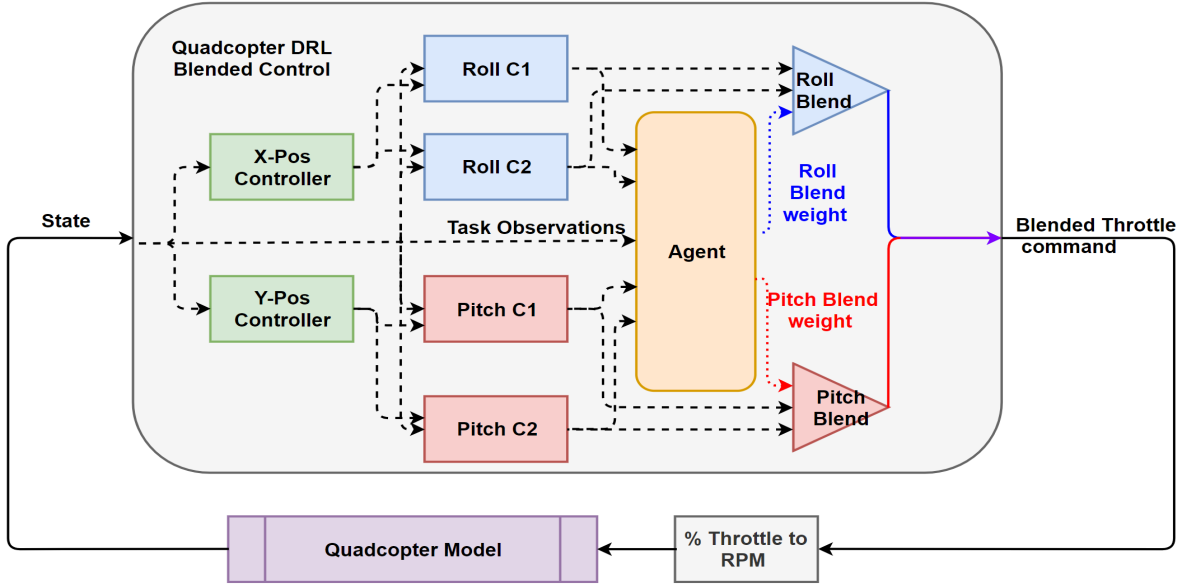 Quadcopter DRL
Blended Control
Roll C1
Roll
Blend
X-Pos
Controller
Roll C2
Roll
Blend
weight
State
Task Observations
Agent
Blended Throttle
command
Y-Pos
Controller
Pitch C1
Pitch Blend
weight
Pitch C2
Pitch
Blend
Quadcopter Model
% Throttle to
RPM